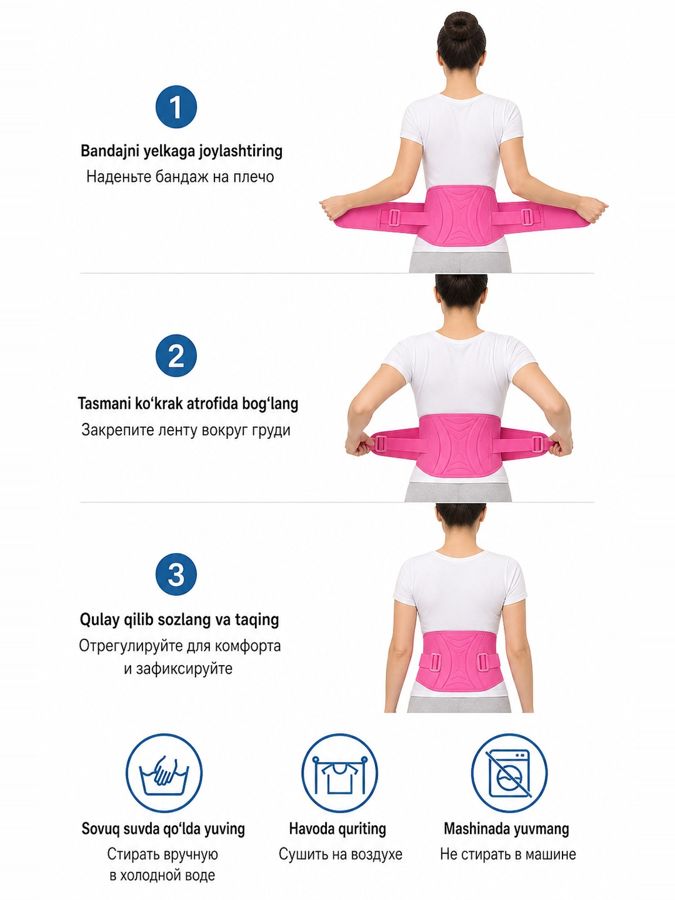 1
Bandajni yelkaga joylashtiring
Наденьте бандаж на плечо
2
Tasmani ko‘krak atrofida bog‘lang
Закрепите ленту вокруг груди
3
Qulay qilib sozlang va taqing
Отрегулируйте для комфорта
и зафиксируйте
Sovuq suvda qo‘lda yuving
Стирать вручную
в холодной воде
Havoda quriting
Сушить на воздухе
Mashinada yuvmang
Не стирать в машине